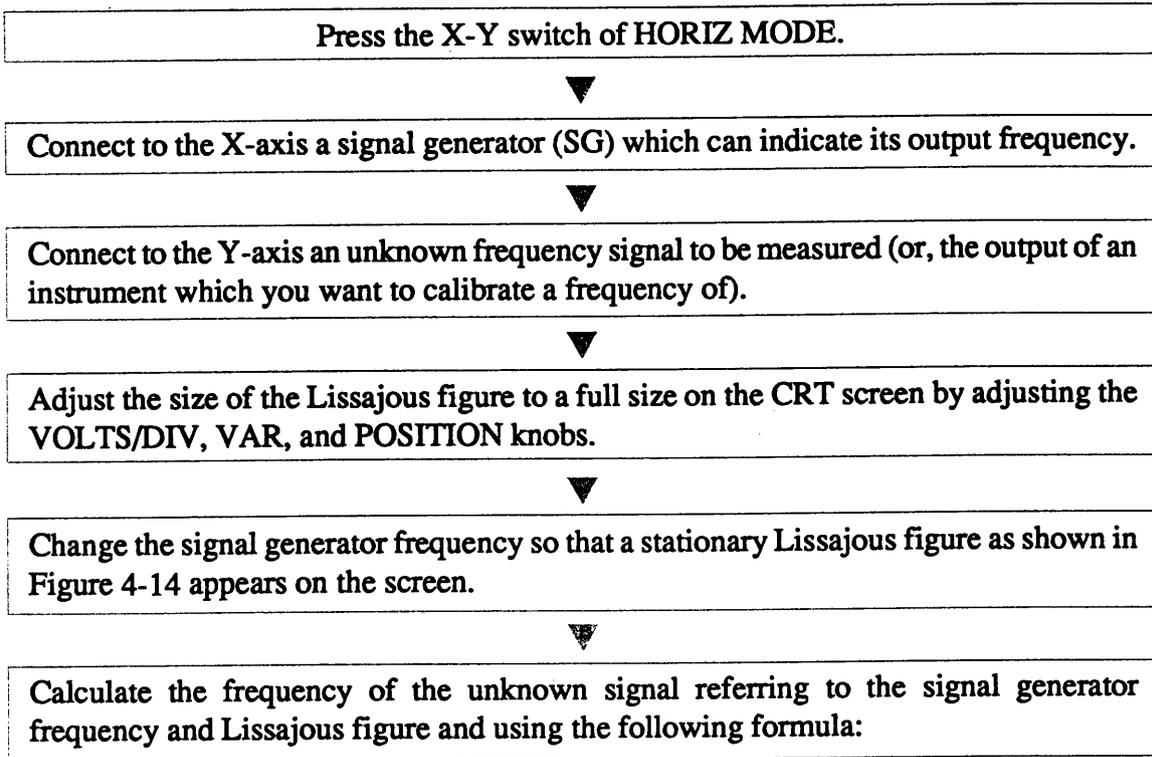 Press the X-Y switch of HORIZ MODE.
Connect to the X-axis a signal generator (SG) which can indicate its output frequency.
Connect to the Y-axis an unknown frequency signal to be measured (or, the output of an
instrument which you want to calibrate a frequency of).
Adjust the size of the Lissajous figure to a full size on the CRT screen by adjusting the
VOLTS/DIV, VAR, and POSITION knobs.
Change the signal generator frequency so that a stationary Lissajous figure as shown in
Figure 4-14 appears on the screen.
Calculate the frequency of the unknown signal referring to the signal generator
frequency and Lissajous figure and using the following formula: